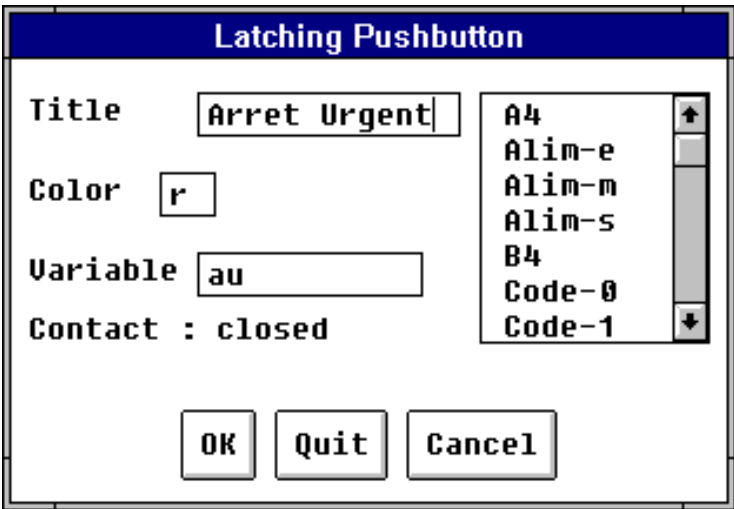 Latching Pushbutton
Title Arret Urgent
Color r
Variable au
Contact : closed
A4
Alim-e
Alim-m
Alim-s
B4
Code-0
Code-1
OK Quit Cancel